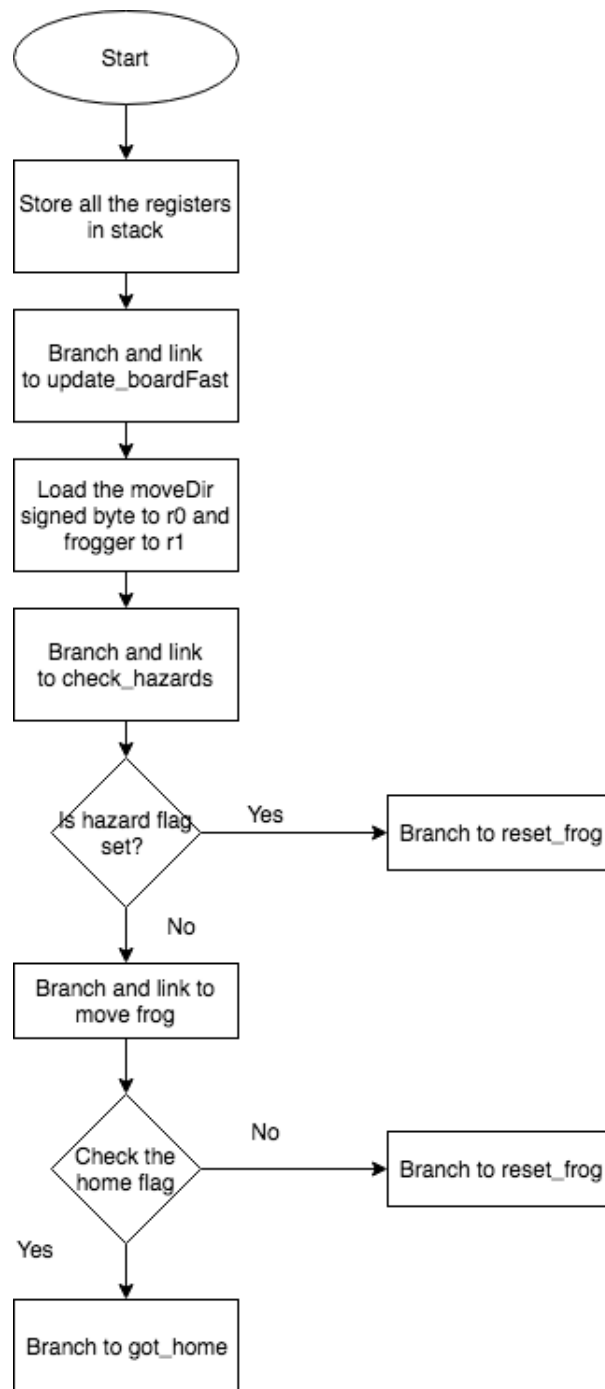 Start
Store all the registers
in stack
Branch and link
to update_boardFast
Load the moveDir
signed byte to r0 and
frogger to r1
Branch and link
to check_hazards
Is hazard flag
set?
Yes
Branch to reset_frog
No
Branch and link to
move frog
Check the
home flag
No
Branch to reset_frog
Yes
Branch to got_home